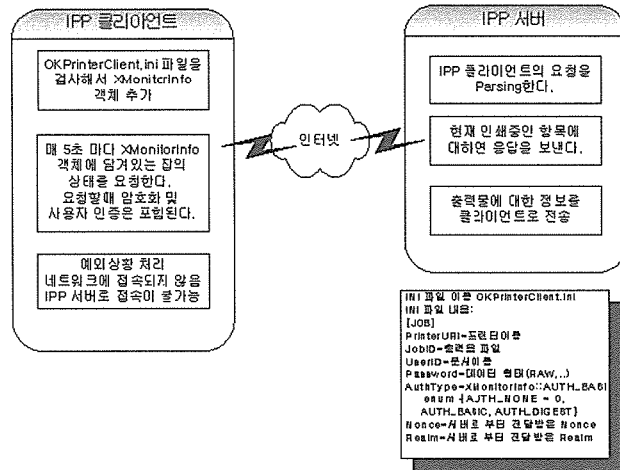 IPP 클리아언트
OKPrinterClient.ini 파일을
검사해서 XMonitorInfo
객체 추가
매 5초 마다 XMonitorInfo
객체에 담겨있는 잡의
상태를 요청한다.
요청할때 암호화 및
사용자 인증은 포함된다.
예외상황 처리
네트워크에 접속되지 않음
IPP 서버로 접속이 불가능
인터넷
IPP 서버
IPP 클라이언트의 요청을
Parsing한다.
현재 인쇄중인 항목에
대하면 응답을 보낸다.
출력물에 대한 정보를
클라이언트로 전송
INI 파일 이름 OKPrinterClient.ini
INI 파일 내용:
[JOB]
PrinterURI=프린터이름
JobID=출력물 파일
UserID=문서이름
Password=데이터 형태(RAW,..)
AuthType=XMonitorInfo::AUTH_BASI
enum {AUTH_NONE = 0,
AUTH_BASIC, AUTH_DIGEST}
Nonce=서버로 부터 전달받은 Nonce
Realm=서버로 부터 전달받은 Realm